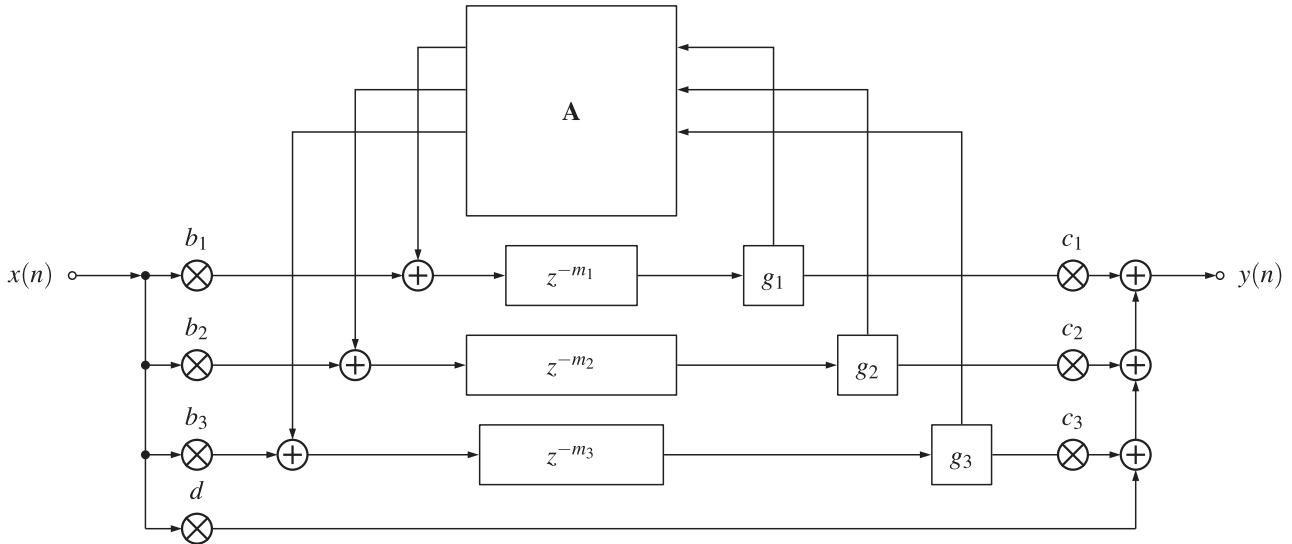 A
b₁
c₁
x(n)
z⁻ᵐ¹
g₁
y(n)
b₂
c₂
z⁻ᵐ²
g₂
b₃
c₃
z⁻ᵐ³
g₃
d